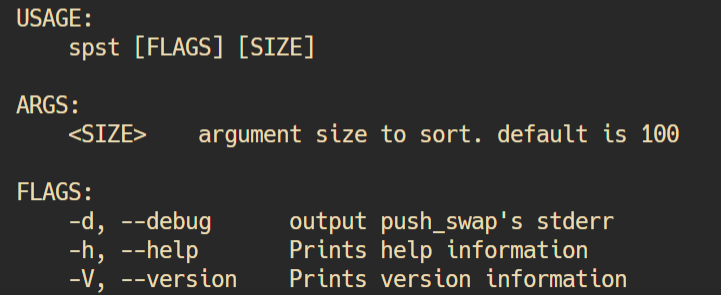 USAGE:
    spst [FLAGS] [SIZE]
ARGS:
    <SIZE>    argument size to sort. default is 100
FLAGS:
    -d, --debug      output push_swap's stderr
    -h, --help       Prints help information
    -V, --version    Prints version information